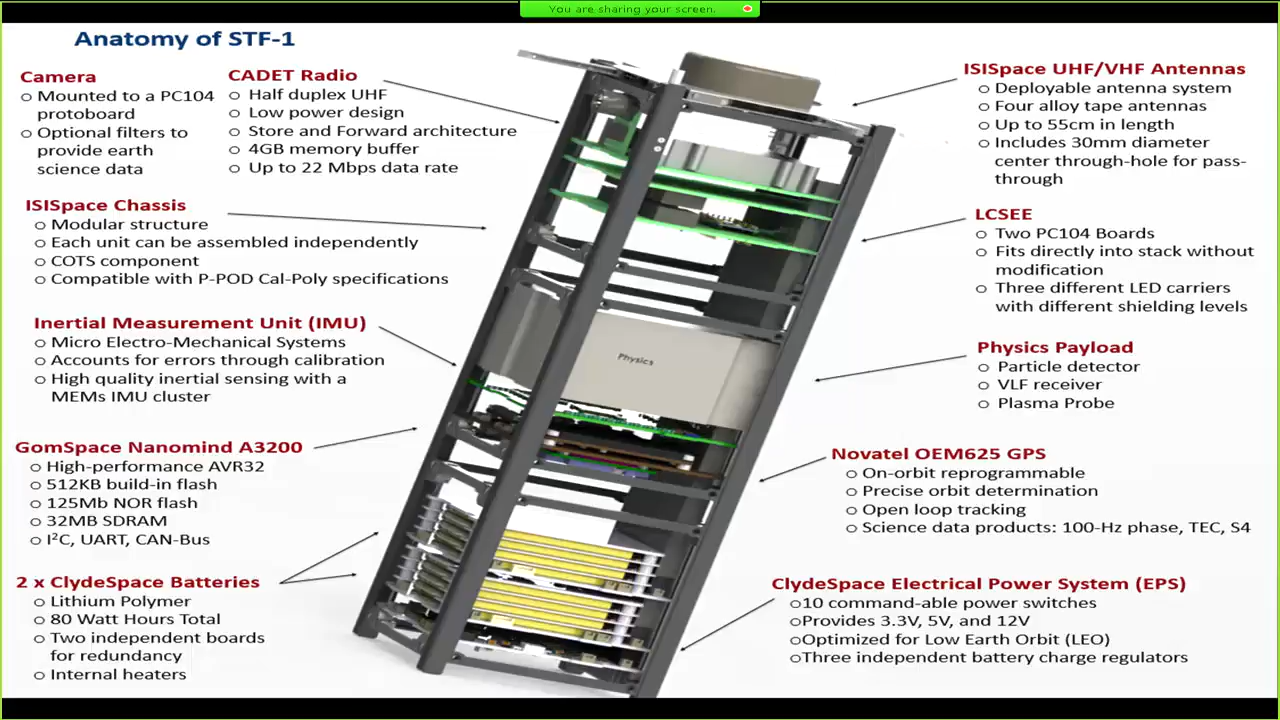 You are sharing your screen.
Anatomy of STF-1
Camera
o Mounted to a PC104
protoboard
o Optional filters to
provide earth
science data
CADET Radio
o Half duplex UHF
o Low power design
o Store and Forward architecture
o 4GB memory buffer
o Up to 22 Mbps data rate
ISISpace Chassis
o Modular structure
o Each unit can be assembled independently
o COTS component
o Compatible with P-POD Cal-Poly specifications
Inertial Measurement Unit (IMU)
o Micro Electro-Mechanical Systems
o Accounts for errors through calibration
o High quality inertial sensing with a
MEMs IMU cluster
GomSpace Nanomind A3200
o High-performance AVR32
o 512KB build-in flash
o 125Mb NOR flash
o 32MB SDRAM
o I²C, UART, CAN-Bus
2 x ClydeSpace Batteries
o Lithium Polymer
o 80 Watt Hours Total
o Two independent boards
for redundancy
o Internal heaters
Physics
ISISpace UHF/VHF Antennas
o Deployable antenna system
o Four alloy tape antennas
o Up to 55cm in length
o Includes 30mm diameter
center through-hole for pass-
through
LCSEE
o Two PC104 Boards
o Fits directly into stack without
modification
o Three different LED carriers
with different shielding levels
Physics Payload
o Particle detector
o VLF receiver
o Plasma Probe
Novatel OEM625 GPS
o On-orbit reprogrammable
o Precise orbit determination
o Open loop tracking
o Science data products: 100-Hz phase, TEC, S4
ClydeSpace Electrical Power System (EPS)
o10 command-able power switches
oProvides 3.3V, 5V, and 12V
oOptimized for Low Earth Orbit (LEO)
oThree independent battery charge regulators